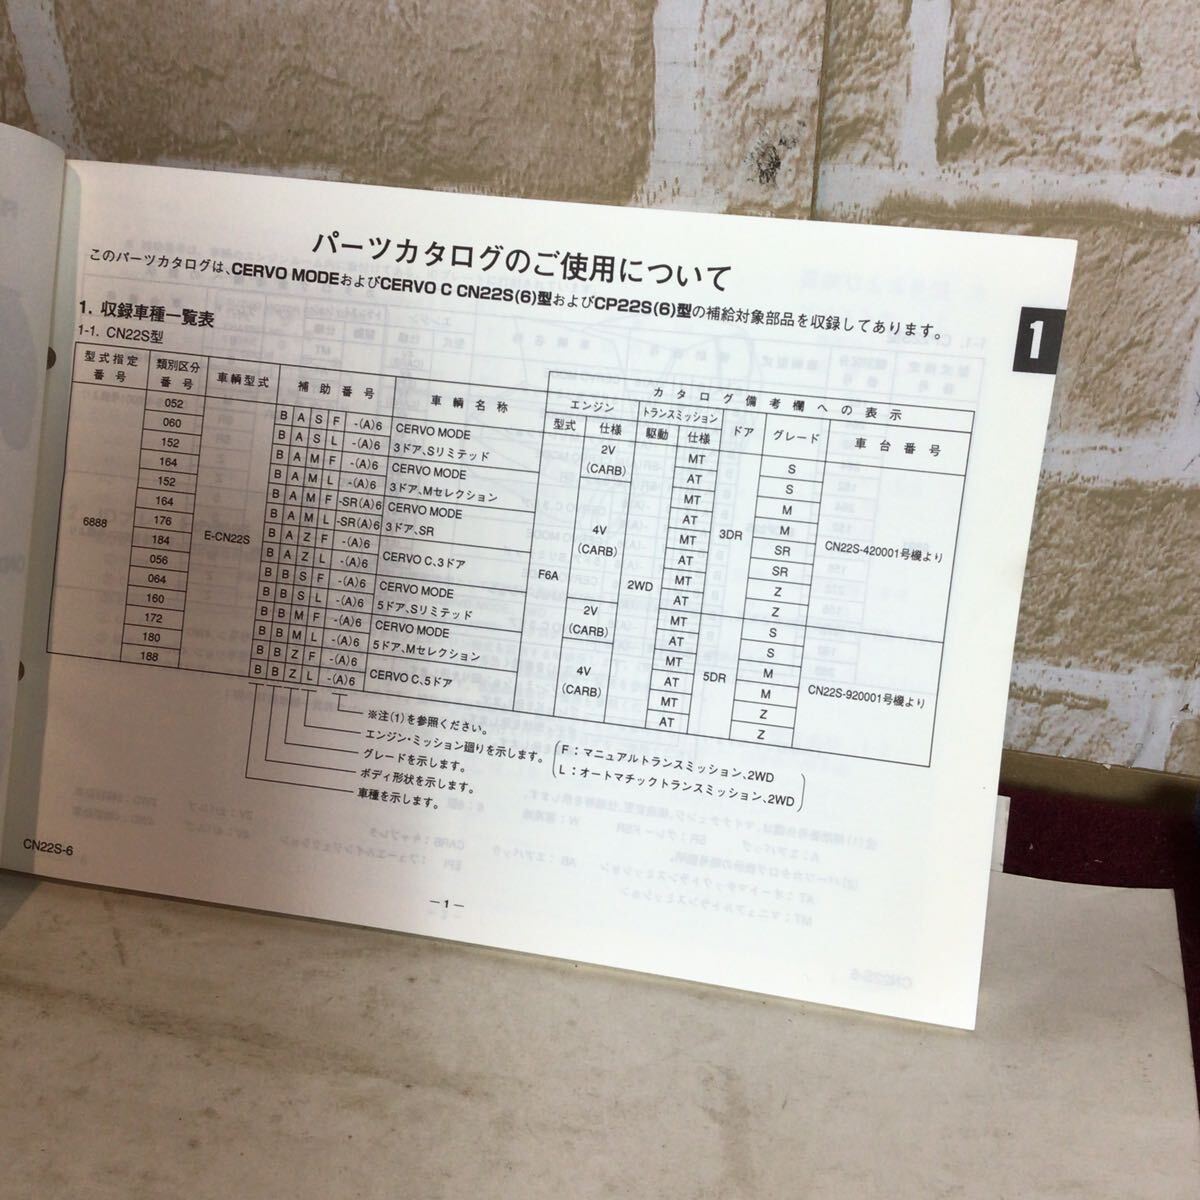 パーツカタログのご使用について
このパーツカタログは、CERVO MODEおよびCERVO C CN22S(6)型およびCP22S(6)型の補給対象部品を収録してあります。
1
1. 収録車種一覧表
1-1. CN22S型
型式指定番号 類別区分番号 車輌型式 補助番号 車輌名称 カタログ備考欄への表示
エンジン トランスミッション ドア グレード 車台番号
型式 仕様 駆動 仕様
6888 E-CN22S F6A 2WD
052 B A S F -(A)6 CERVO MODE 3ドア、Sリミテッド 2V (CARB) MT 3DR S CN22S-420001号機より
060 B A S L -(A)6 AT S
152 B A M F -(A)6 CERVO MODE 3ドア、Mセレクション 4V (CARB) MT M
164 B A M L -(A)6 AT M
152 B A M F -SR(A)6 CERVO MODE 3ドア、SR MT SR
164 B A M L -SR(A)6 AT SR
176 B A Z F -(A)6 CERVO C、3ドア MT Z
184 B A Z L -(A)6 AT Z
056 B B S F -(A)6 CERVO MODE 5ドア、Sリミテッド 2V (CARB) MT 5DR S CN22S-920001号機より
064 B B S L -(A)6 AT S
160 B B M F -(A)6 CERVO MODE 5ドア、Mセレクション 4V (CARB) MT M
172 B B M L -(A)6 AT M
180 B B Z F -(A)6 CERVO C、5ドア MT Z
188 B B Z L -(A)6 AT Z
※注(1)を参照ください。
エンジン・ミッション廻りを示します。
F：マニュアルトランスミッション、2WD
L：オートマチックトランスミッション、2WD
グレードを示します。
ボディ形状を示します。
車種を示します。
CN22S-6
―1―